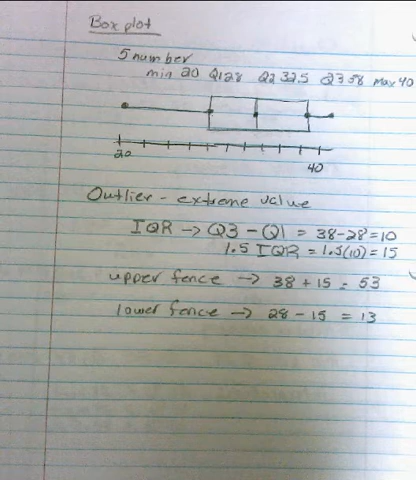 Box plot
5 number
min 20 Q1 28 Q2 32.5 Q3 38 max 40
20 40
Outlier - extreme value
IQR → Q3 - Q1 = 38-28=10
1.5 IQR = 1.5(10) = 15
upper fence → 38 + 15 = 53
lower fence → 28 - 15 = 13